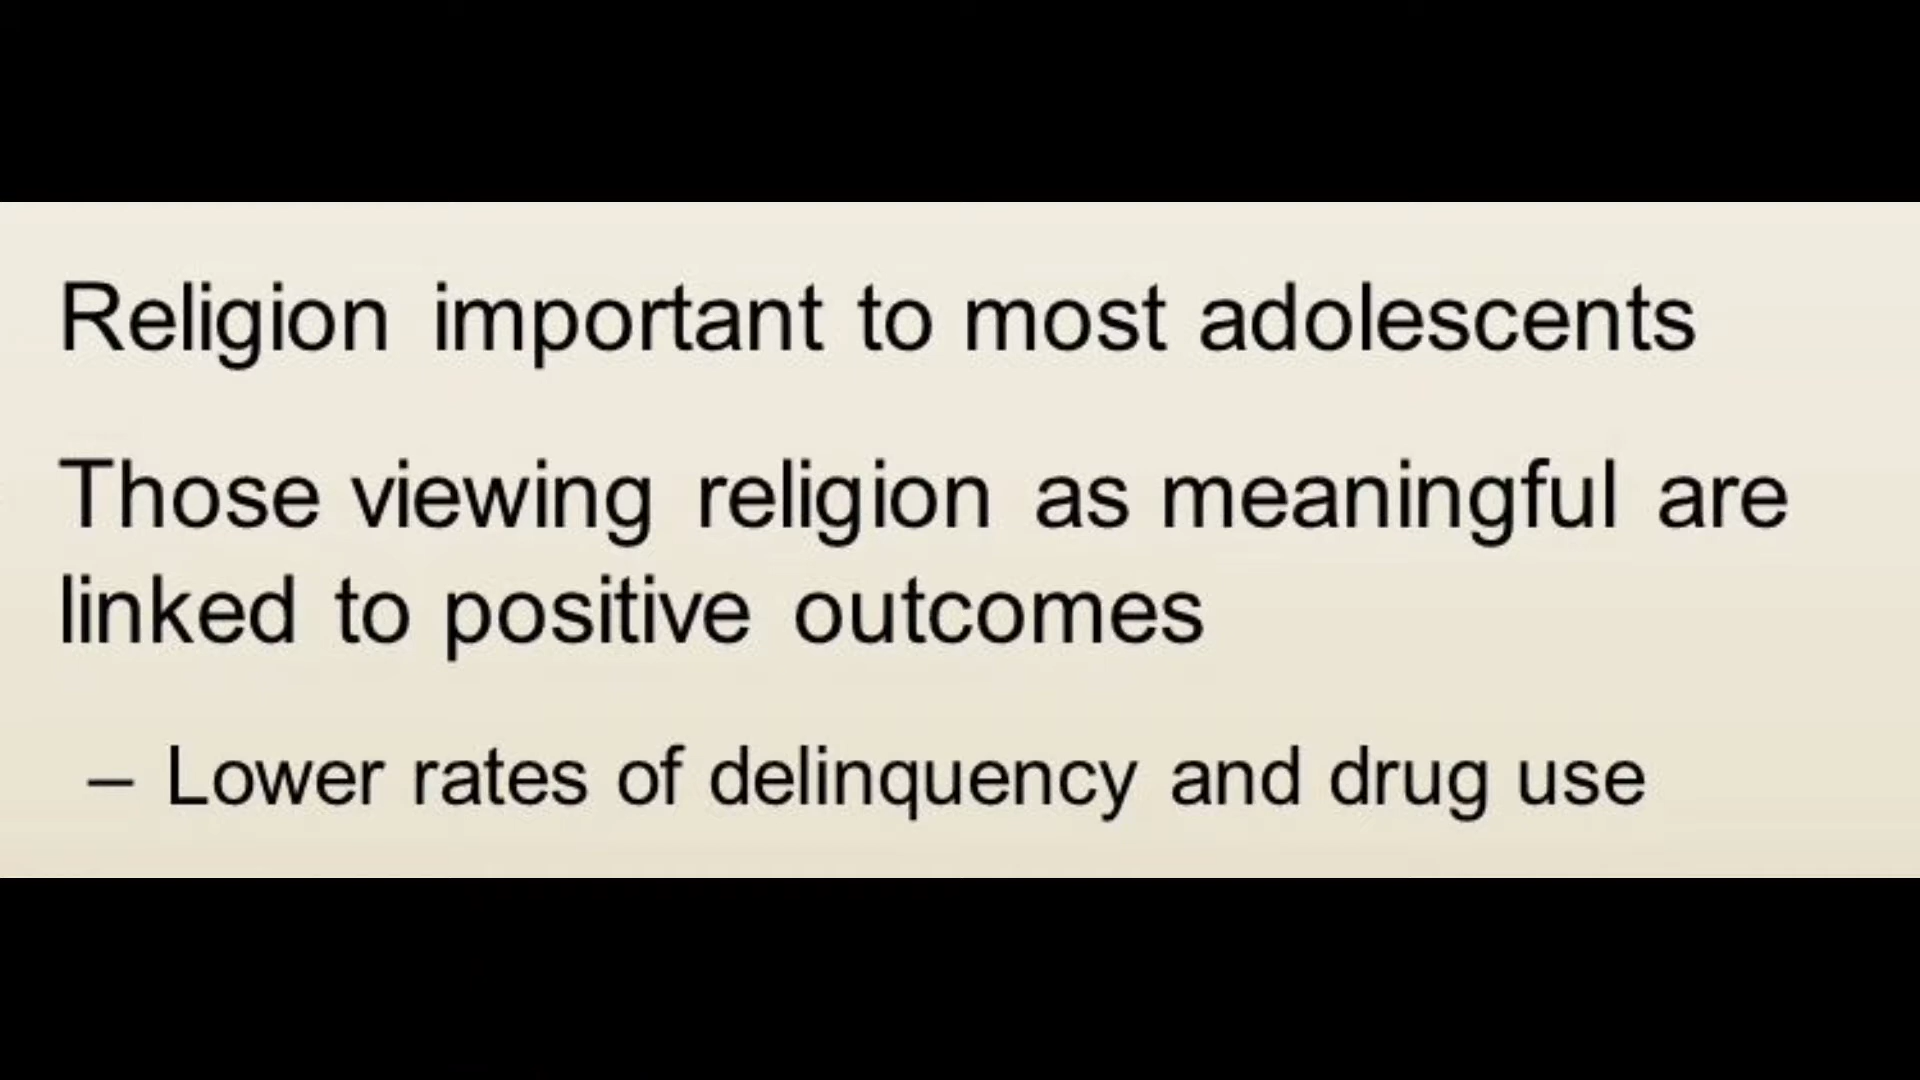 Religion important to most adolescents
Those viewing religion as meaningful are
linked to positive outcomes
– Lower rates of delinquency and drug use